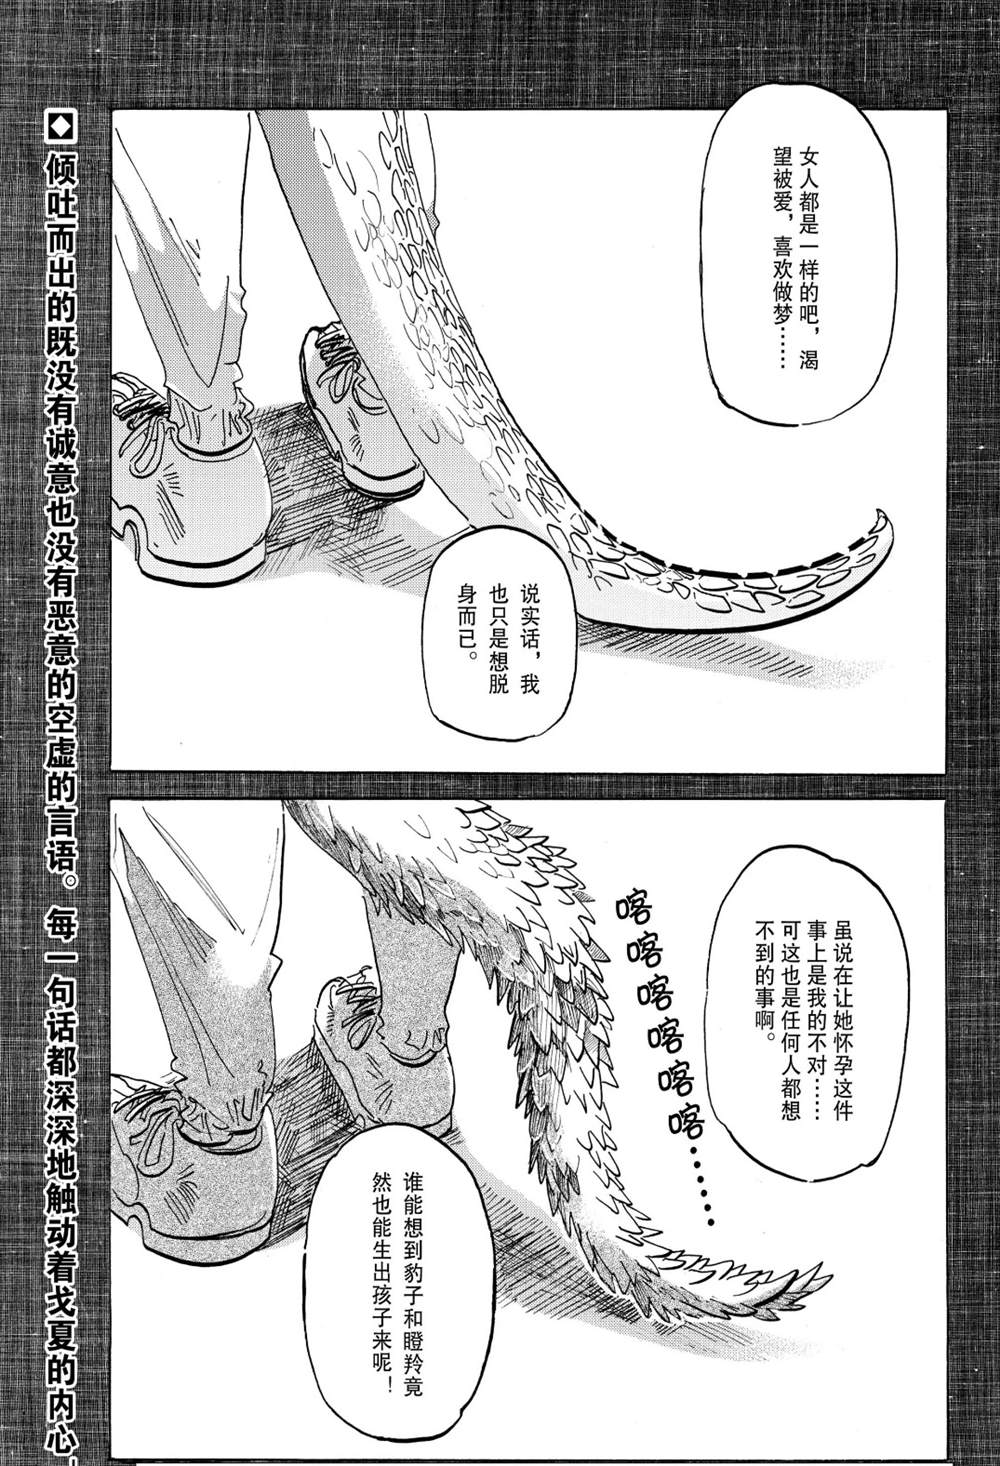 女人都是一样的吧，渴
望被爱，喜欢做梦……
说实话，我
也只是想脱
身而已。
虽说在让她怀孕这件
事上是我的不对……
可这也是任何人都想
不到的事啊。
喀喀喀喀喀喀……
谁能想到豹子和瞪羚竟
然也能生出孩子来呢！
◆倾吐而出的既没有诚意也没有恶意的空虚的言语。每一句话都深深地触动着戈夏的内心！